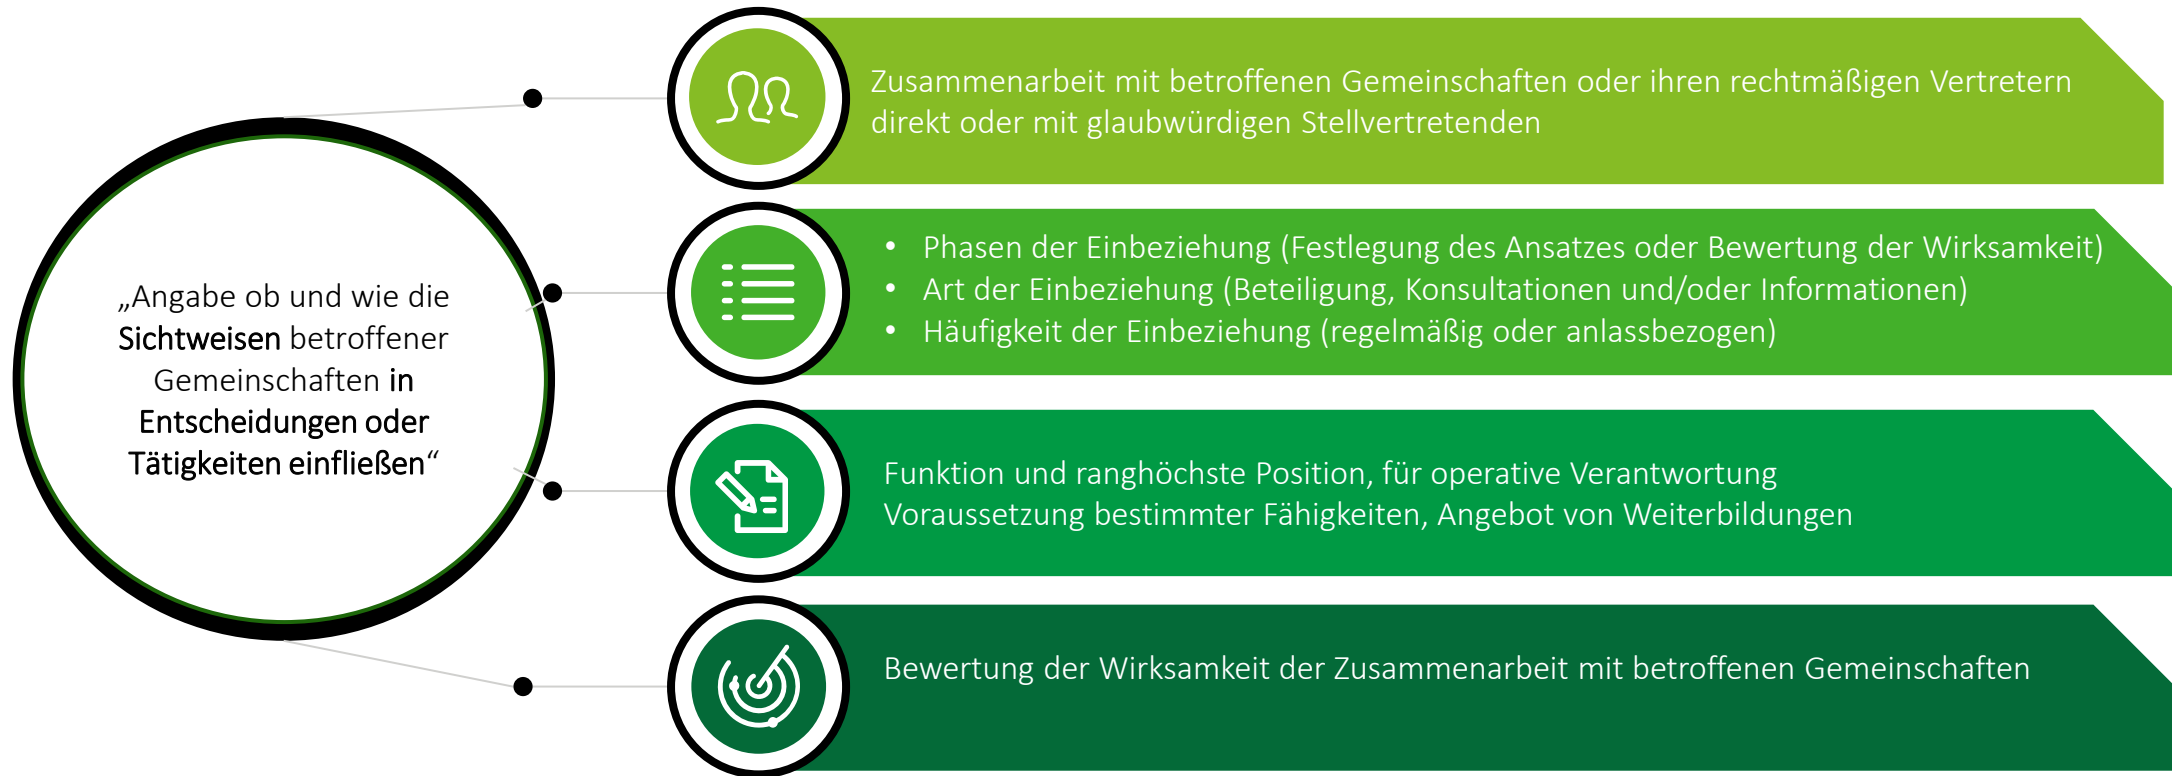 „Angabe ob und wie die
Sichtweisen betroffener
Gemeinschaften in
Entscheidungen oder
Tätigkeiten einfließen“
Zusammenarbeit mit betroffenen Gemeinschaften oder ihren rechtmäßigen Vertretern
direkt oder mit glaubwürdigen Stellvertretenden
• Phasen der Einbeziehung (Festlegung des Ansatzes oder Bewertung der Wirksamkeit)
• Art der Einbeziehung (Beteiligung, Konsultationen und/oder Informationen)
• Häufigkeit der Einbeziehung (regelmäßig oder anlassbezogen)
Funktion und ranghöchste Position, für operative Verantwortung
Voraussetzung bestimmter Fähigkeiten, Angebot von Weiterbildungen
Bewertung der Wirksamkeit der Zusammenarbeit mit betroffenen Gemeinschaften